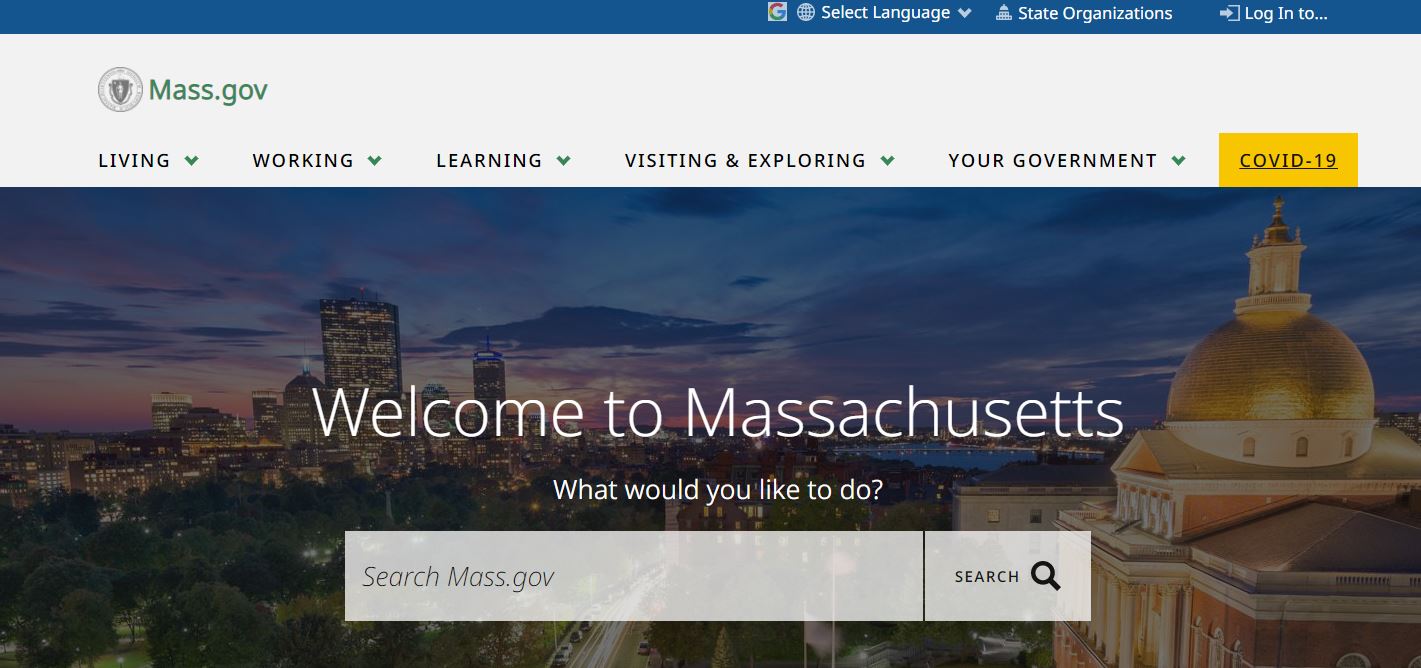 Select Language
State Organizations
Log In to...
Mass.gov
LIVING
WORKING
LEARNING
VISITING & EXPLORING
YOUR GOVERNMENT
COVID-19
Welcome to Massachusetts
What would you like to do?
Search Mass.gov
SEARCH